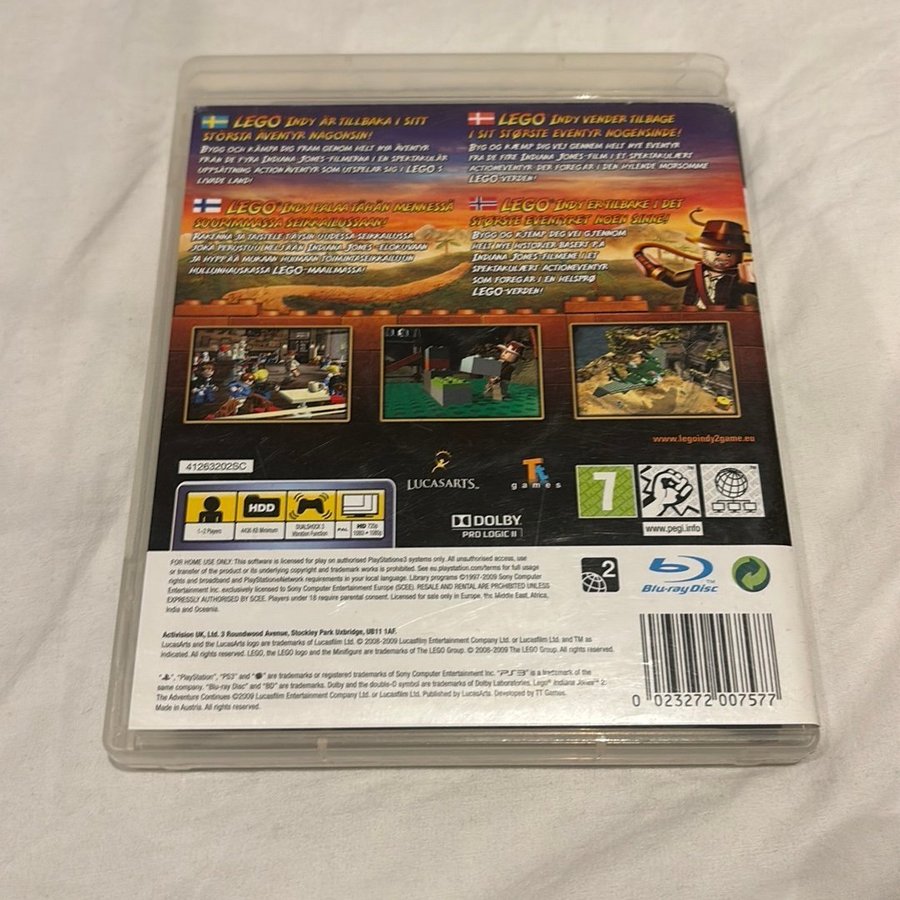 LEGO INDY ÄR TILLBAKA I SITT
STÖRSTA ÄVENTYR NÅGONSIN!
BYGG OCH KÄMPA DIG FRAM GENOM HELT NYA ÄVENTYR
FRÅN DE FYRA INDIANA JONES-FILMERNA I EN SPEKTAKULÄR
UPPSÄTTNING ACTIONÄVENTYR SOM UTSPELAR SIG I LEGO'S
LIVADE LAND!
LEGO INDY VENDER TILBAGE
I SIT STØRSTE EVENTYR NOGENSINDE!
BYG OG KÆMP DIG VEJ GENNEM HELT NYE EVENTYR
FRA DE FIRE INDIANA JONES-FILM I ET SPEKTAKULÆRT
ACTIONEVENTYR DER FOREGÅR I DEN HYLENDE MORSOMME
LEGO-VERDEN!
LEGO INDY PALAA TÄHÄN MENNESSÄ
SUURIMMASSA SEIKKAILUSSAAN!
RAKENNA JA TAISTELE TÄYSIN UUDESSA SEIKKAILUSSA
JOKA PERUSTUU NELJÄÄN INDIANA JONES -ELOKUVAAN
JA HYPPÄÄ MUKAAN HUIMAAN TOIMINTASEIKKAILUUN
HULLUNHAUSKASSA LEGO-MAAILMASSA!
LEGO INDY ER TILBAKE I DET
STØRSTE EVENTYRET NOEN SINNE!
BYGG OG KJEMP DEG VEI GJENNOM
HELT NYE HISTORIER BASERT PÅ
INDIANA JONES-FILMENE I ET
SPEKTAKULÆRT ACTIONEVENTYR
SOM FOREGÅR I EN HELSPRØ
LEGO-VERDEN!
www.legoindy2game.eu
41263202SC
LUCASARTS™
TT games
7
www.pegi.info
HDD
1-2 Players
4436 KB Minimum
DUALSHOCK 3
Vibration Function
PAL
HD 720p
1080i • 1080p
DOLBY
PRO LOGIC II
2
Blu-ray Disc™
FOR HOME USE ONLY: This software is licensed for play on authorised PlayStation®3 systems only. All unauthorised access, use
or transfer of the product or its underlying copyright and trademark works is prohibited. See eu.playstation.com/terms for full usage
rights and broadband and PlayStation®Network requirements in your local language. Library programs ©1997-2009 Sony Computer
Entertainment Inc. exclusively licensed to Sony Computer Entertainment Europe (SCEE). RESALE AND RENTAL ARE PROHIBITED UNLESS
EXPRESSLY AUTHORISED BY SCEE. Players under 18 require parental consent. Licensed for sale only in Europe, the Middle East, Africa,
India and Oceania.
Activision UK, Ltd. 3 Roundwood Avenue, Stockley Park Uxbridge, UB11 1AF.
LucasArts and the LucasArts logo are trademarks of Lucasfilm Ltd. © 2008-2009 Lucasfilm Entertainment Company Ltd. or Lucasfilm Ltd. and TM as
indicated. All rights reserved. LEGO, the LEGO logo and the Minifigure are trademarks of The LEGO Group. © 2008-2009 The LEGO Group. All rights reserved.
"PlayStation", "PS3" and are trademarks or registered trademarks of Sony Computer Entertainment Inc. "PS3" is a trademark of the
same company. "Blu-ray Disc" and "BD" are trademarks. Dolby and the double-D symbol are trademarks of Dolby Laboratories. Lego® Indiana Jones™ 2:
The Adventure Continues ©2009 Lucasfilm Entertainment Company Ltd. or Lucasfilm Ltd. Published by LucasArts. Developed by TT Games.
Made in Austria. All rights reserved.
0 023272 007577